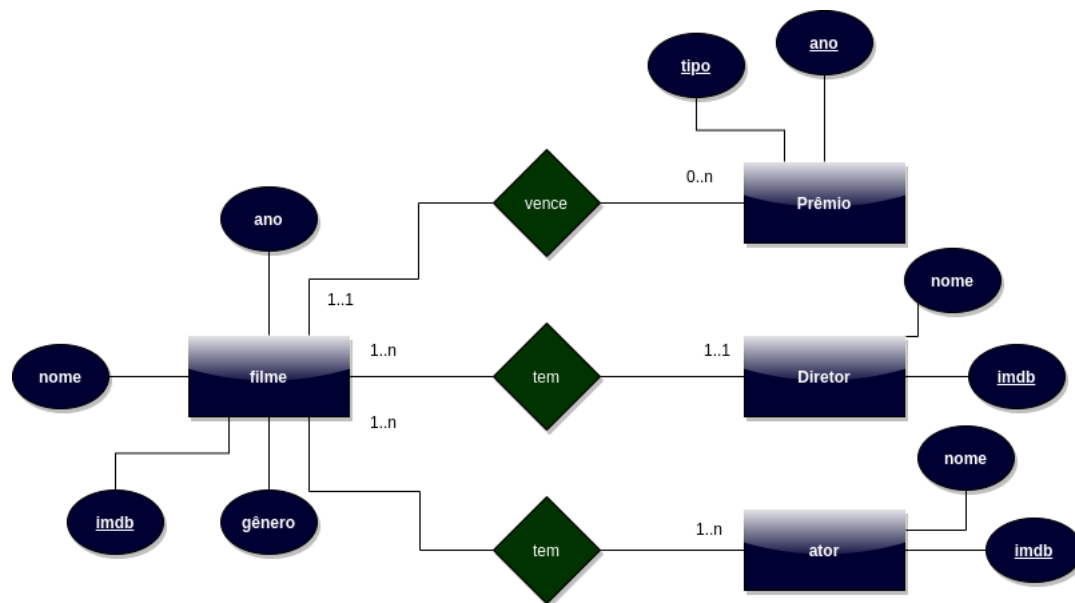 ano
tipo
0..n
vence
Prêmio
ano
nome
1..1
1..n
1..1
nome
filme
tem
Diretor
imdb
1..n
nome
imdb
gênero
1..n
tem
ator
imdb